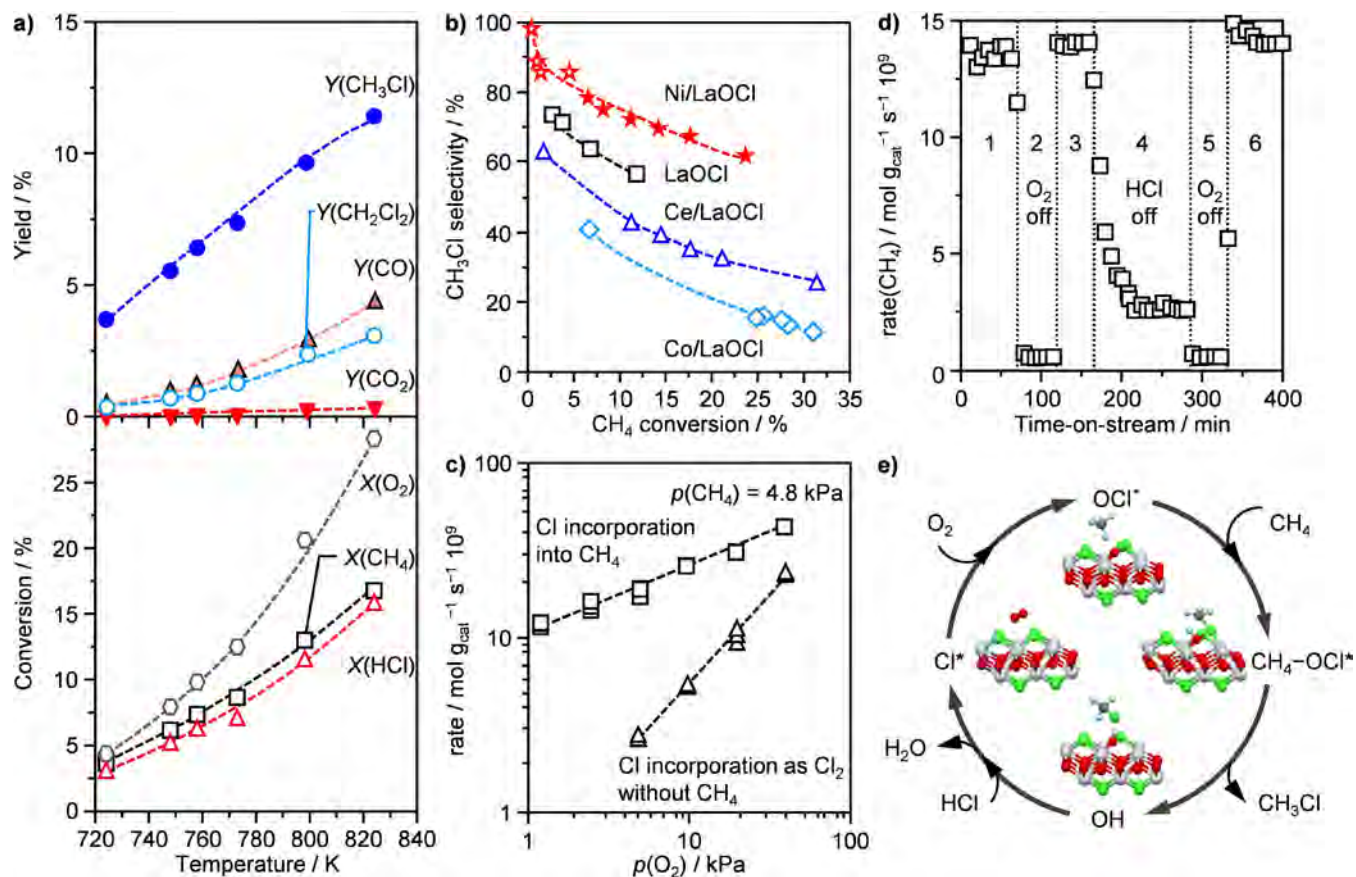 a)
15
10
5
0
Yield / %
Y(CH3Cl)
Y(CH2Cl2)
Y(CO)
Y(CO2)
25
20
15
10
5
0
Conversion / %
X(O2)
X(CH4)
X(HCl)
720 740 760 780 800 820 840
Temperature / K
b)
100
80
60
40
20
0
CH3Cl selectivity / %
Ni/LaOCl
LaOCl
Ce/LaOCl
Co/LaOCl
0 5 10 15 20 25 30 35
CH4 conversion / %
c)
100
10
1
rate / mol gcat−1 s−1 10^9
p(CH4) = 4.8 kPa
Cl incorporation
into CH4
Cl incorporation as Cl2
without CH4
1 10 100
p(O2) / kPa
d)
15
10
5
0
rate(CH4) / mol gcat−1 s−1 10^9
1 2 3 4 5 6
O2
off
HCl
off
O2
off
0 100 200 300 400
Time-on-stream / min
e)
OCl*
O2
CH4
Cl*
CH4−OCl*
H2O
HCl
OH
CH3Cl